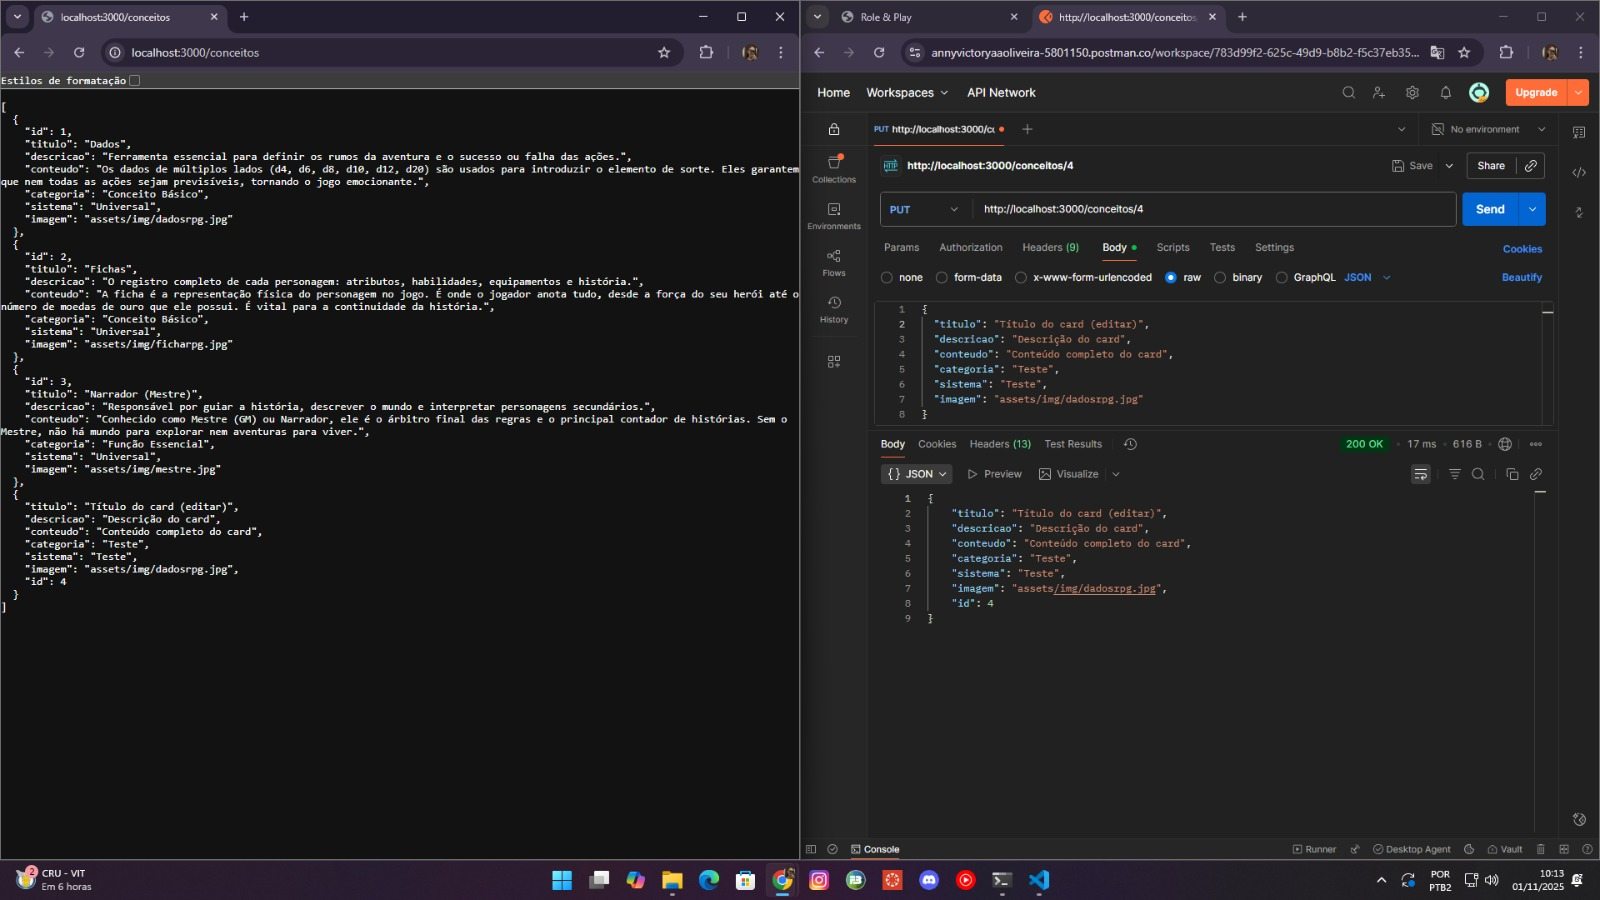 localhost:3000/conceitos
localhost:3000/conceitos
Estilos de formatação
[
  {
    "id": 1,
    "titulo": "Dados",
    "descricao": "Ferramenta essencial para definir os rumos da aventura e o sucesso ou falha das ações.",
    "conteudo": "Os dados de múltiplos lados (d4, d6, d8, d10, d12, d20) são usados para introduzir o elemento de sorte. Eles garantem
que nem todas as ações sejam previsíveis, tornando o jogo emocionante.",
    "categoria": "Conceito Básico",
    "sistema": "Universal",
    "imagem": "assets/img/dadosrpg.jpg"
  },
  {
    "id": 2,
    "titulo": "Fichas",
    "descricao": "O registro completo de cada personagem: atributos, habilidades, equipamentos e história.",
    "conteudo": "A ficha é a representação física do personagem no jogo. É onde o jogador anota tudo, desde a força do seu herói até o
número de moedas de ouro que ele possui. É vital para a continuidade da história.",
    "categoria": "Conceito Básico",
    "sistema": "Universal",
    "imagem": "assets/img/ficharpg.jpg"
  },
  {
    "id": 3,
    "titulo": "Narrador (Mestre)",
    "descricao": "Responsável por guiar a história, descrever o mundo e interpretar personagens secundários.",
    "conteudo": "Conhecido como Mestre (GM) ou Narrador, ele é o árbitro final das regras e o principal contador de histórias. Sem o
Mestre, não há mundo para explorar nem aventuras para viver.",
    "categoria": "Função Essencial",
    "sistema": "Universal",
    "imagem": "assets/img/mestre.jpg"
  },
  {
    "titulo": "Título do card (editar)",
    "descricao": "Descrição do card",
    "conteudo": "Conteúdo completo do card",
    "categoria": "Teste",
    "sistema": "Teste",
    "imagem": "assets/img/dadosrpg.jpg",
    "id": 4
  }
]
Role & Play
http://localhost:3000/conceitos
annyvictoryaaoliveira-5801150.postman.co/workspace/783d99f2-625c-49d9-b8b2-f5c37eb35...
Home Workspaces API Network Upgrade
PUT http://localhost:3000/c No environment
HTTP http://localhost:3000/conceitos/4 Save Share
PUT http://localhost:3000/conceitos/4 Send
Collections
Environments
Flows
History
Params Authorization Headers (9) Body Scripts Tests Settings Cookies
none form-data x-www-form-urlencoded raw binary GraphQL JSON Beautify
1 {
2 "titulo": "Título do card (editar)",
3 "descricao": "Descrição do card",
4 "conteudo": "Conteúdo completo do card",
5 "categoria": "Teste",
6 "sistema": "Teste",
7 "imagem": "assets/img/dadosrpg.jpg"
8 }
Body Cookies Headers (13) Test Results 200 OK • 17 ms • 616 B
{} JSON Preview Visualize
1 {
2 "titulo": "Título do card (editar)",
3 "descricao": "Descrição do card",
4 "conteudo": "Conteúdo completo do card",
5 "categoria": "Teste",
6 "sistema": "Teste",
7 "imagem": "assets/img/dadosrpg.jpg",
8 "id": 4
9 }
Console Runner Desktop Agent Vault
2 CRU - VIT
Em 6 horas
POR
PTB2
10:13
01/11/2025